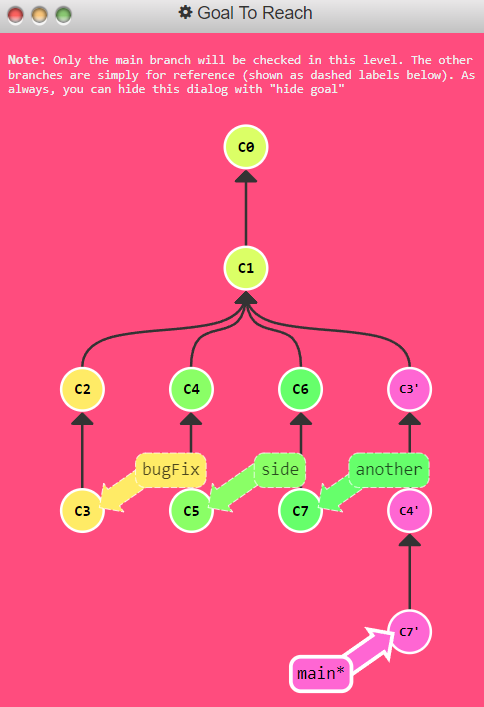 Goal To Reach
Note: Only the main branch will be checked in this level. The other
branches are simply for reference (shown as dashed labels below). As
always, you can hide this dialog with "hide goal"
C0
C1
C2 C4 C6 C3'
bugFix side another
C3 C5 C7 C4'
C7'
main*